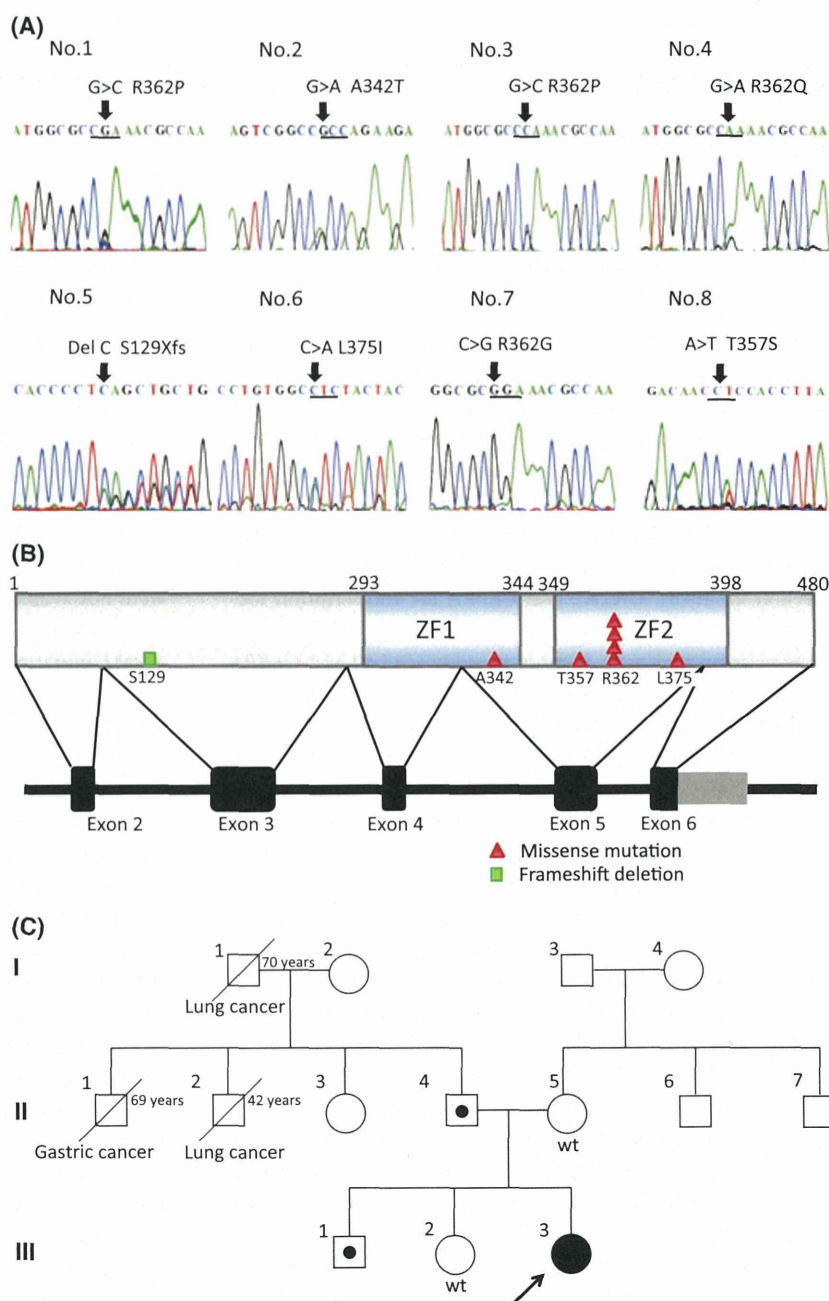 (A)
No.1 No.2 No.3 No.4
G>C R362P G>A A342T G>C R362P G>A R362Q
ATGGCGCCGAAACGCCAA AGTCGGCCGCCAGAAGA ATGGCGCCCAAACGCCAA ATGGCGCCAAAACGCCAA
No.5 No.6 No.7 No.8
Del C S129Xfs C>A L375I C>G R362G A>T T357S
CACCCCTCAGCTGCTG CCTGTGGCCTCTACTAC GGCGCGGAAACGCCAA GACAACCTCCACCTTA
(B)
1 293 344 349 398 480
ZF1 ZF2
S129 A342 T357 R362 L375
Exon 2 Exon 3 Exon 4 Exon 5 Exon 6
Missense mutation
Frameshift deletion
(C)
I
1 2 3 4
70 years
Lung cancer
II
1 2 3 4 5 6 7
69 years 42 years
Gastric cancer Lung cancer wt
III
1 2 3
wt